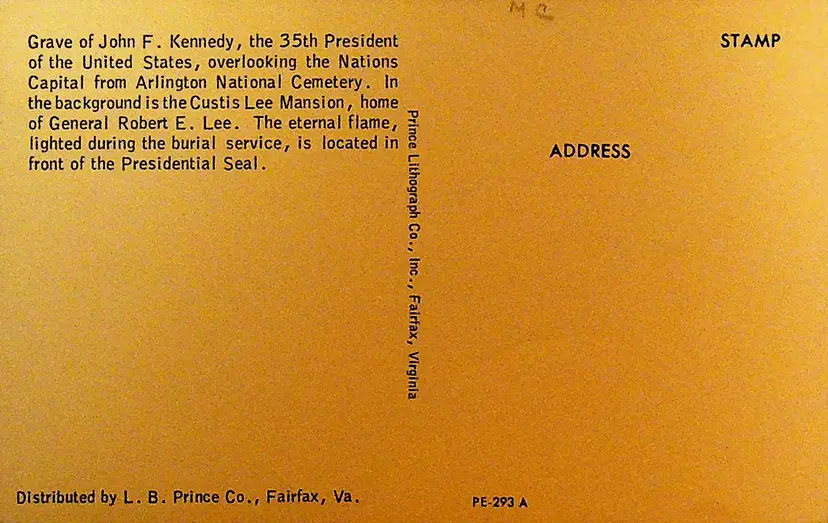 MC
STAMP
Grave of John F. Kennedy, the 35th President
of the United States, overlooking the Nations
Capital from Arlington National Cemetery. In
the background is the Custis Lee Mansion, home
of General Robert E. Lee. The eternal flame,
lighted during the burial service, is located in
front of the Presidential Seal.
ADDRESS
Prince Lithograph Co., Inc., Fairfax, Virginia
Distributed by L. B. Prince Co., Fairfax, Va.
PE-293 A